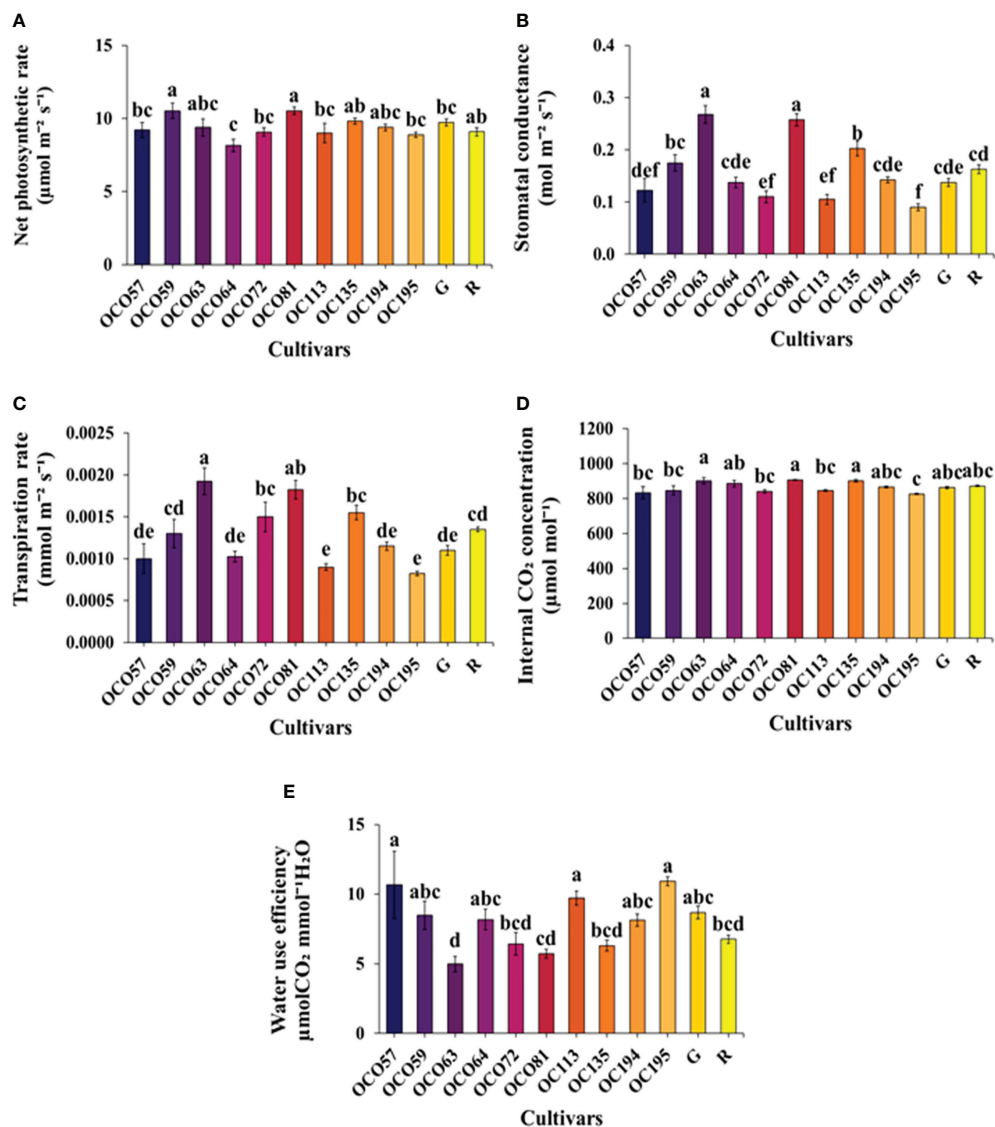 A
Net photosynthetic rate
(µmol m⁻² s⁻¹)
15
10
5
0
bc a abc c bc a bc ab abc bc bc ab
OCO57 OCO59 OCO63 OCO64 OCO72 OCO81 OC113 OC135 OC194 OC195 G R
Cultivars
B
Stomatal conductance
(mol m⁻² s⁻¹)
0.4
0.3
0.2
0.1
0.0
def bc a cde ef a ef b cde f cde cd
OCO57 OCO59 OCO63 OCO64 OCO72 OCO81 OC113 OC135 OC194 OC195 G R
Cultivars
C
Transpiration rate
(mmol m⁻² s⁻¹)
0.0025
0.0020
0.0015
0.0010
0.0005
0.0000
de cd a de bc ab e bc de e de cd
OCO57 OCO59 OCO63 OCO64 OCO72 OCO81 OC113 OC135 OC194 OC195 G R
Cultivars
D
Internal CO₂ concentration
(µmol mol⁻¹)
1200
1000
800
600
400
200
0
bc bc a ab bc a bc a abc c abc abc
OCO57 OCO59 OCO63 OCO64 OCO72 OCO81 OC113 OC135 OC194 OC195 G R
Cultivars
E
Water use efficiency
µmolCO₂ mmol⁻¹H₂O
15
10
5
0
a abc d abc bcd cd a bcd abc a abc bcd
OCO57 OCO59 OCO63 OCO64 OCO72 OCO81 OC113 OC135 OC194 OC195 G R
Cultivars